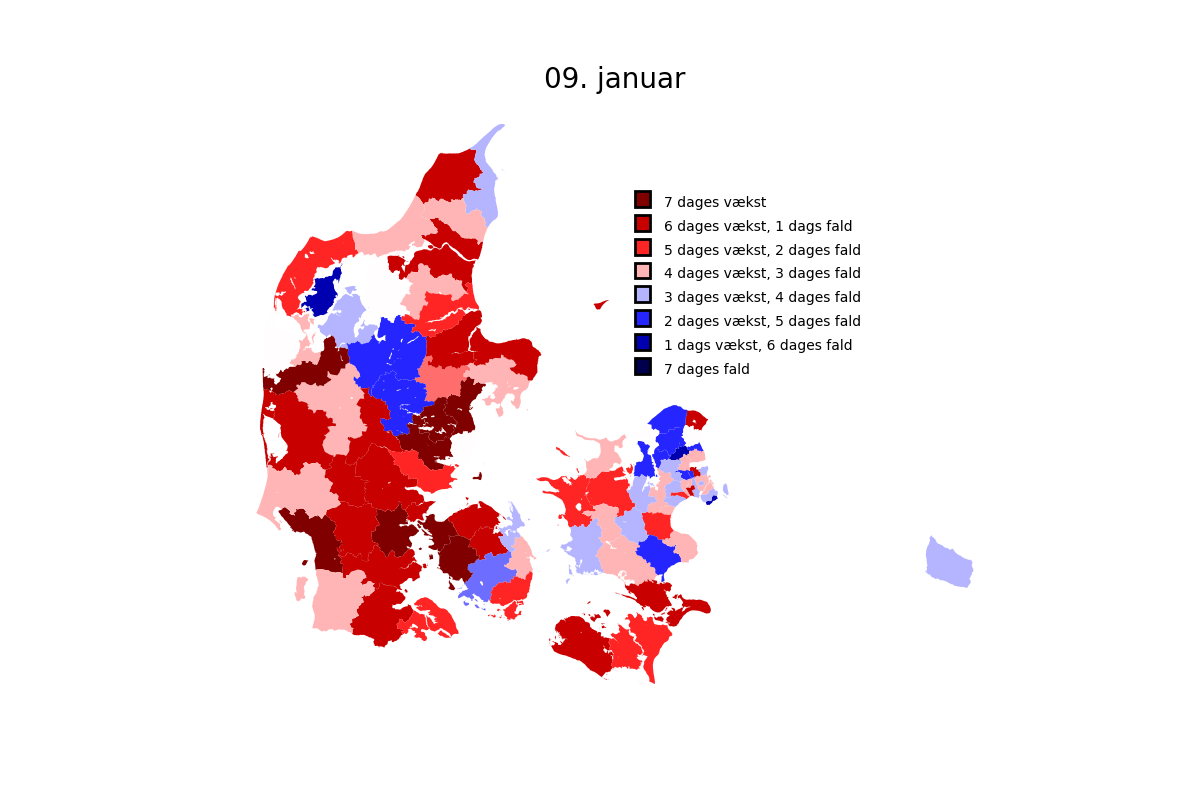 09. januar
7 dages vækst
6 dages vækst, 1 dags fald
5 dages vækst, 2 dages fald
4 dages vækst, 3 dages fald
3 dages vækst, 4 dages fald
2 dages vækst, 5 dages fald
1 dags vækst, 6 dages fald
7 dages fald